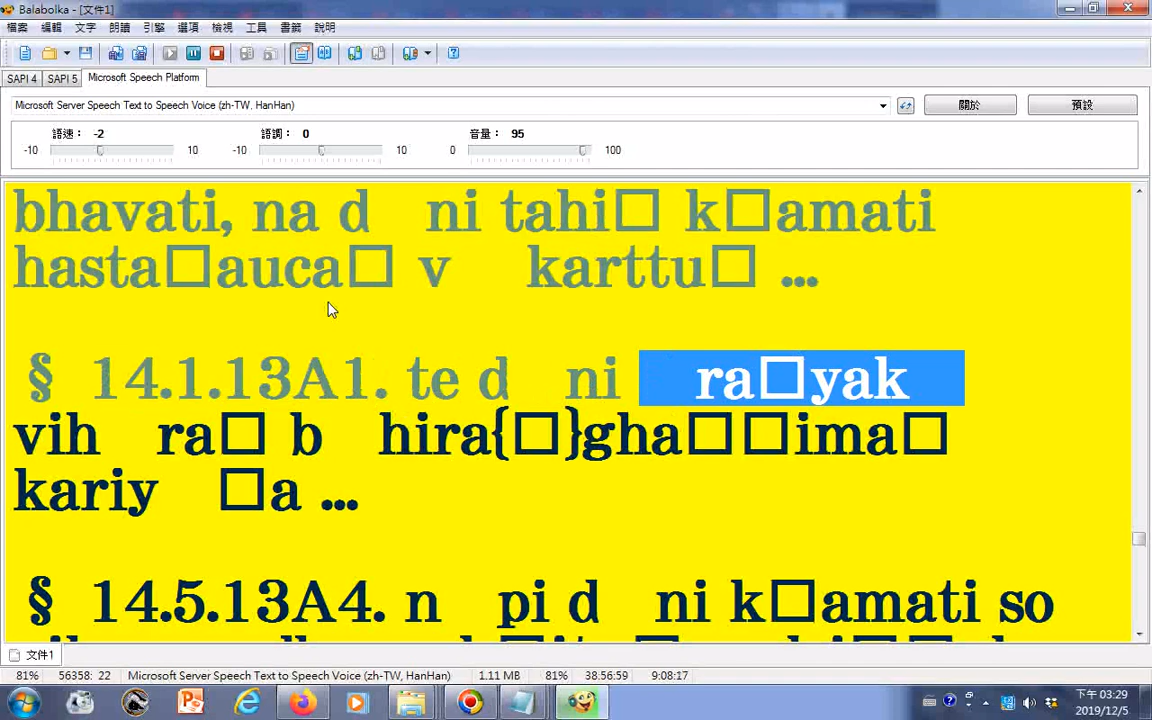 Balabolka - [文件1]
檔案 編輯 文字 朗讀 引擎 選項 檢視 工具 書籤 說明
SAPI 4 SAPI 5 Microsoft Speech Platform
Microsoft Server Speech Text to Speech Voice (zh-TW, HanHan) 關於 預設
語速： -2 語調： 0 音量： 95
-10 10 -10 10 0 100
bhavati, na d ni tahi□ k□amati
hasta□auca□ v karttu□ ...
§ 14.1.13A1. te d ni ra□yak
vih ra□ b hira{□}gha□□ima□
kariy □a ...
§ 14.5.13A4. n pi d ni k□amati so
文件1
81% 56358: 22 Microsoft Server Speech Text to Speech Voice (zh-TW, HanHan) 1.11 MB 81% 38:56:59 9:08:17
下午 03:29
2019/12/5